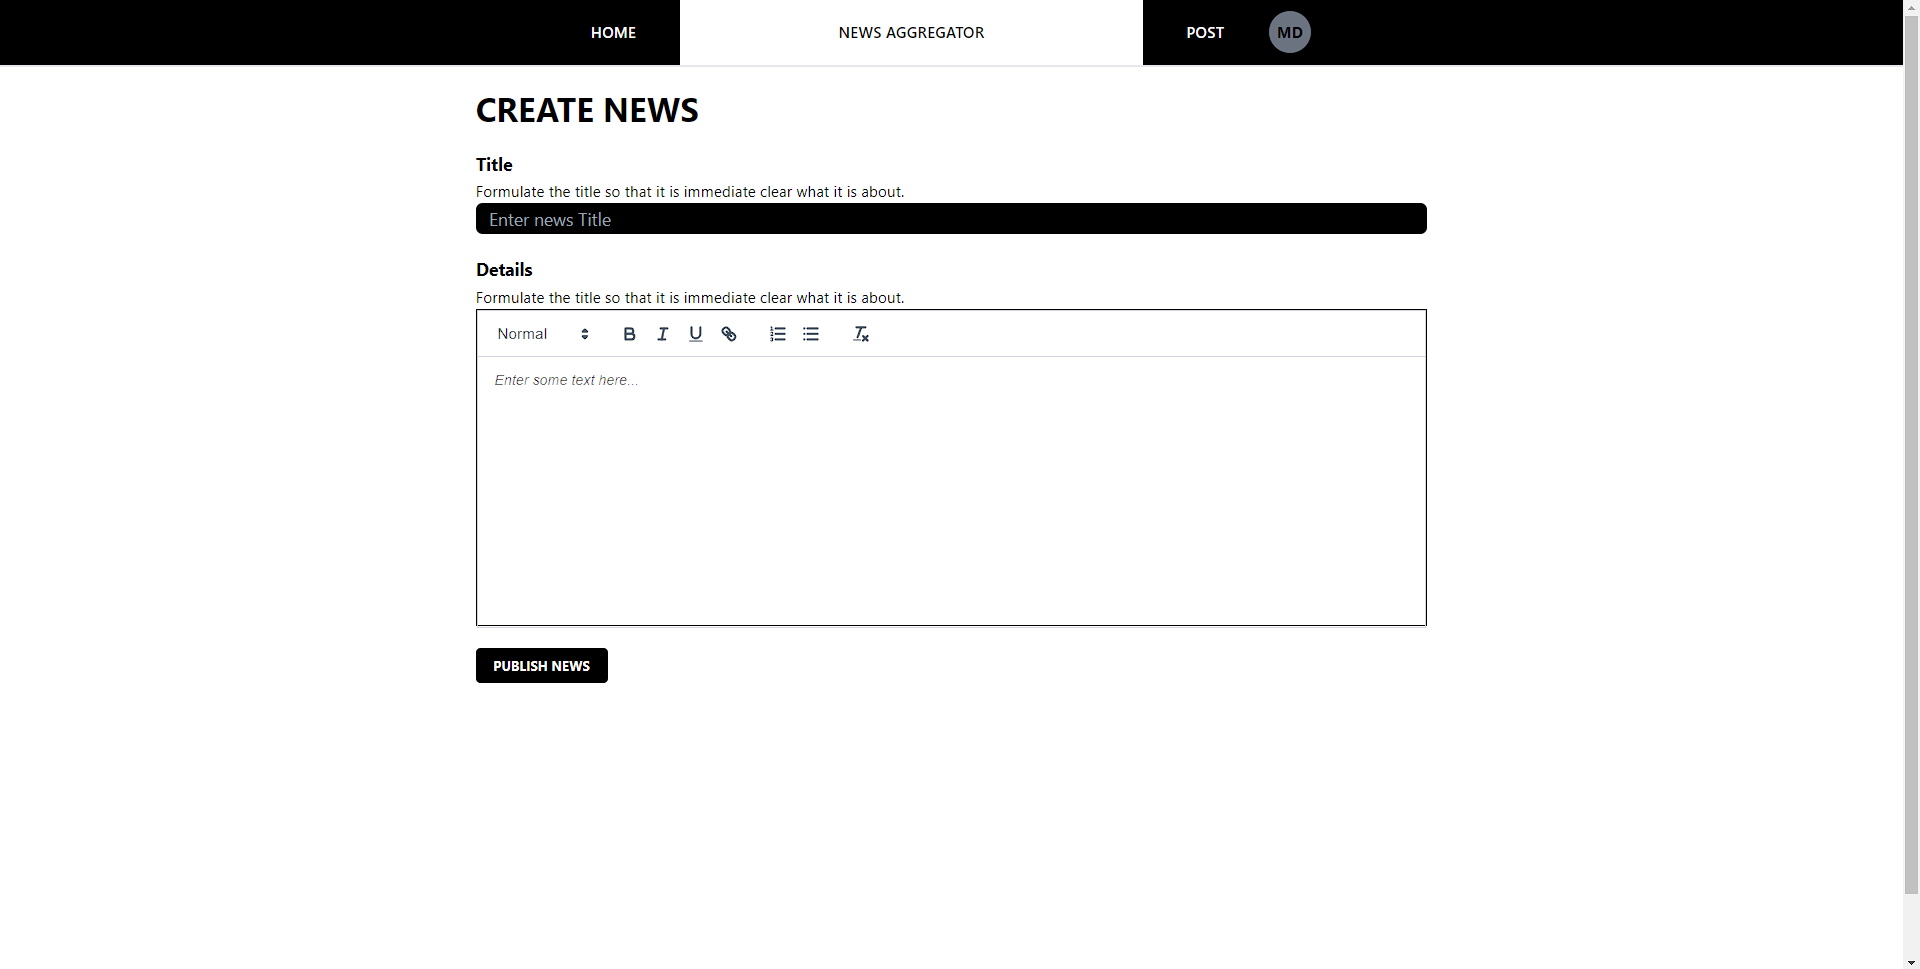 HOME NEWS AGGREGATOR POST MD
CREATE NEWS
Title
Formulate the title so that it is immediate clear what it is about.
Enter news Title
Details
Formulate the title so that it is immediate clear what it is about.
Normal
Enter some text here...
PUBLISH NEWS